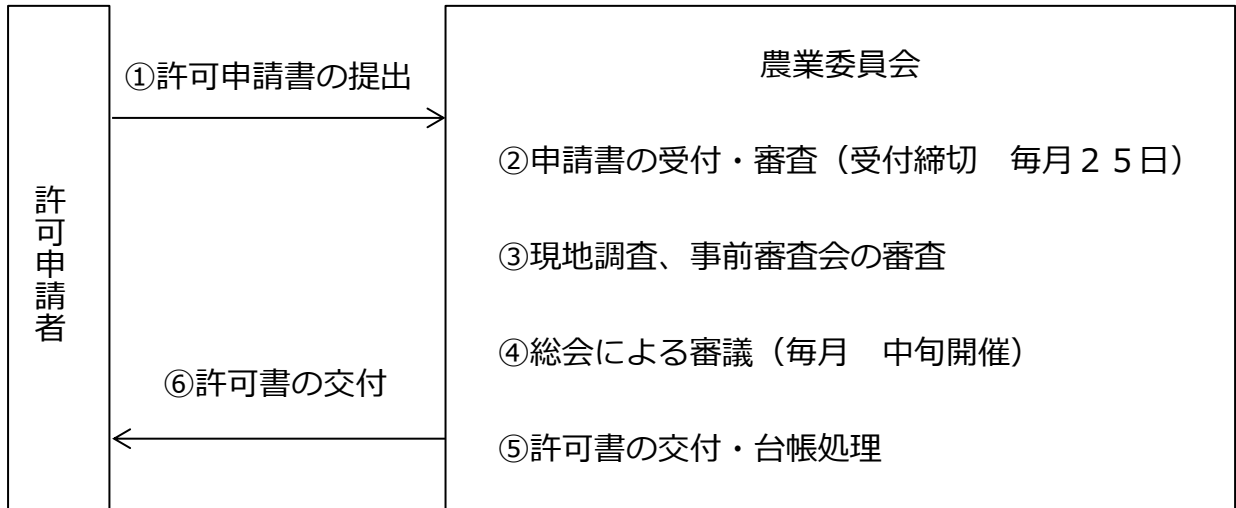 許可申請者
①許可申請書の提出
農業委員会
②申請書の受付・審査（受付締切　毎月２５日）
③現地調査、事前審査会の審査
④総会による審議（毎月　中旬開催）
⑥許可書の交付
⑤許可書の交付・台帳処理